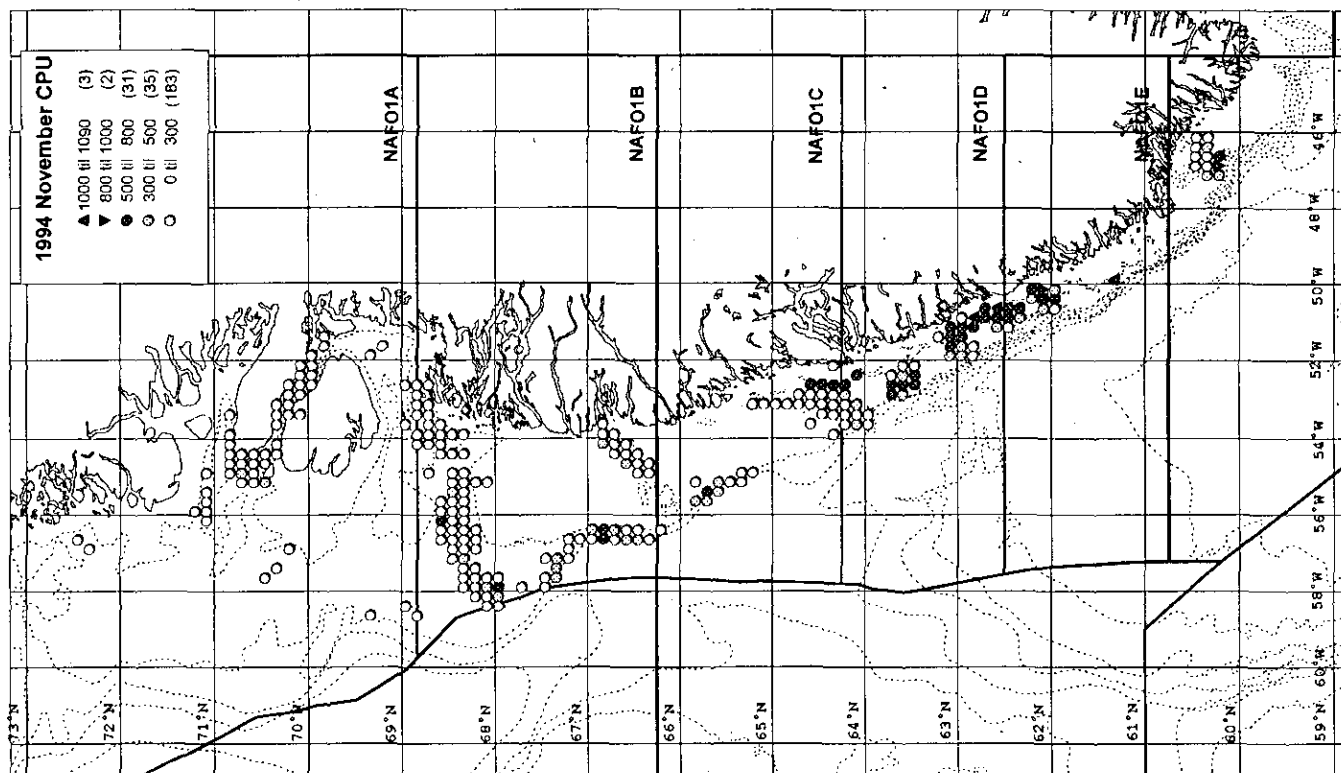 1994 November CPU
▲ 1000 til 1090 (3)
▼ 800 til 1000 (2)
500 til 800 (31)
300 til 500 (35)
0 til 300 (183)
NAFO1A
NAFO1B
NAFO1C
NAFO1D
NAFO1E
73°N
72°N
71°N
70°N
69°N
68°N
67°N
66°N
65°N
64°N
63°N
62°N
61°N
60°N
59°N
46°W
48°W
50°W
52°W
54°W
56°W
58°W
60°W